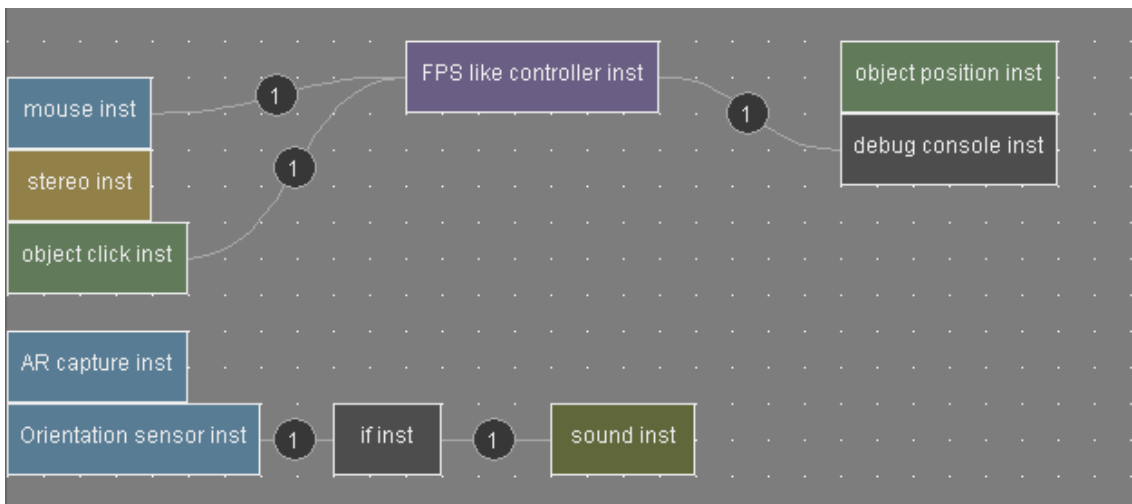 FPS like controller inst
object position inst
mouse inst
1
1
debug console inst
stereo inst
1
object click inst
AR capture inst
Orientation sensor inst
1
if inst
1
sound inst